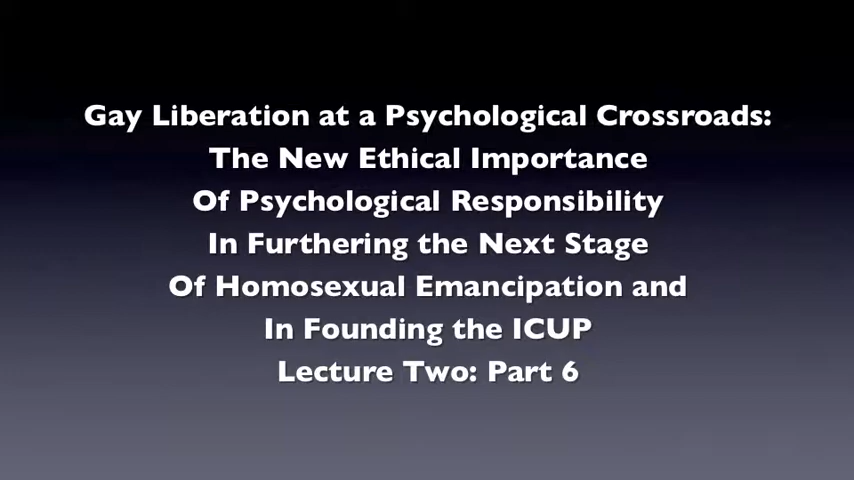 Gay Liberation at a Psychological Crossroads:
The New Ethical Importance
Of Psychological Responsibility
In Furthering the Next Stage
Of Homosexual Emancipation and
In Founding the ICUP
Lecture Two: Part 6